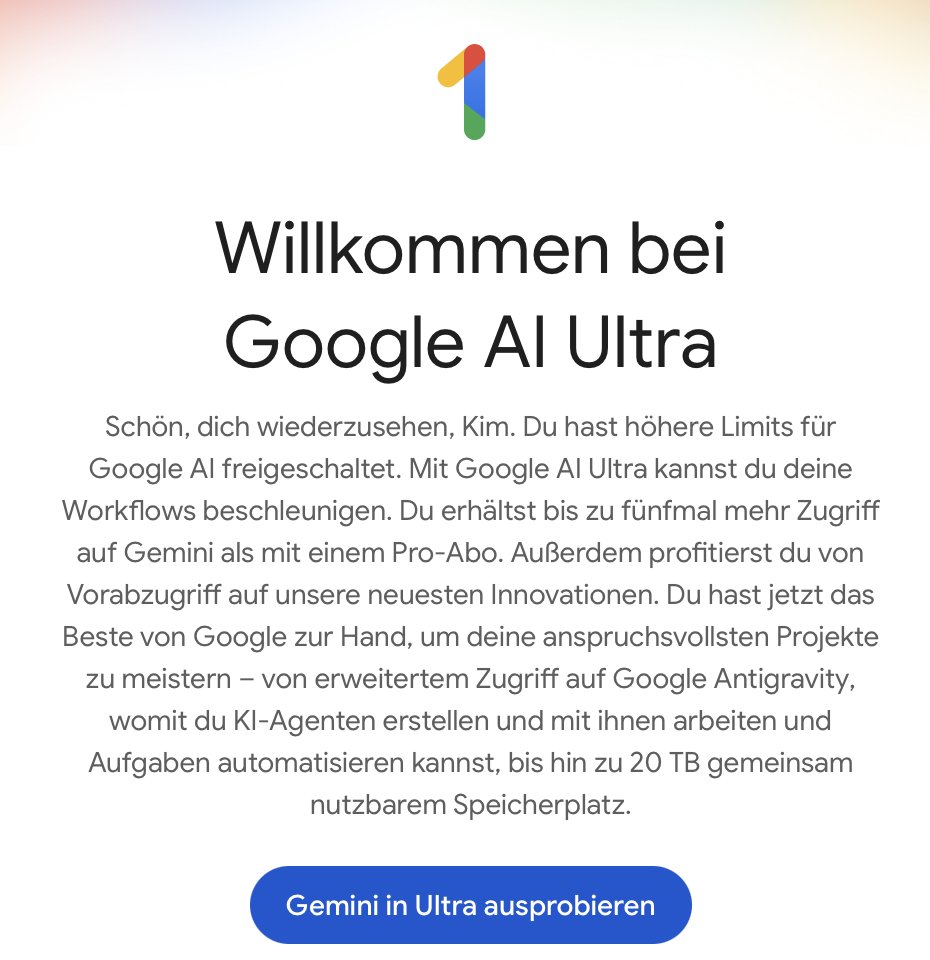 Willkommen bei
Google AI Ultra
Schön, dich wiederzusehen, Kim. Du hast höhere Limits für
Google AI freigeschaltet. Mit Google AI Ultra kannst du deine
Workflows beschleunigen. Du erhältst bis zu fünfmal mehr Zugriff
auf Gemini als mit einem Pro-Abo. Außerdem profitierst du von
Vorabzugriff auf unsere neuesten Innovationen. Du hast jetzt das
Beste von Google zur Hand, um deine anspruchsvollsten Projekte
zu meistern – von erweitertem Zugriff auf Google Antigravity,
womit du KI-Agenten erstellen und mit ihnen arbeiten und
Aufgaben automatisieren kannst, bis hin zu 20 TB gemeinsam
nutzbarem Speicherplatz.
Gemini in Ultra ausprobieren